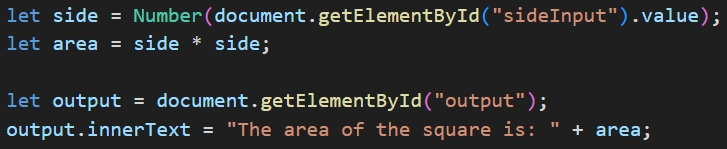 let side = Number(document.getElementById("sideInput").value);
let area = side * side;
let output = document.getElementById("output");
output.innerText = "The area of the square is: " + area;